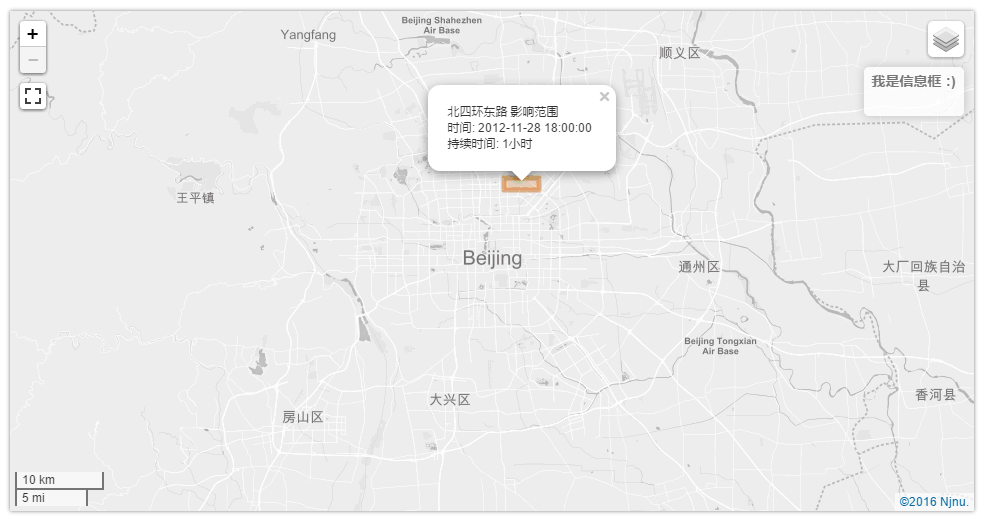 +
−
Yangfang
Beijing Shahezhen
Air Base
顺义区
我是信息框 :)
×
北四环东路 影响范围
时间: 2012-11-28 18:00:00
持续时间: 1小时
王平镇
Beijing
通州区
大厂回族自治
县
Beijing Tongxian
Air Base
大兴区
香河县
房山区
10 km
5 mi
©2016 Njnu.